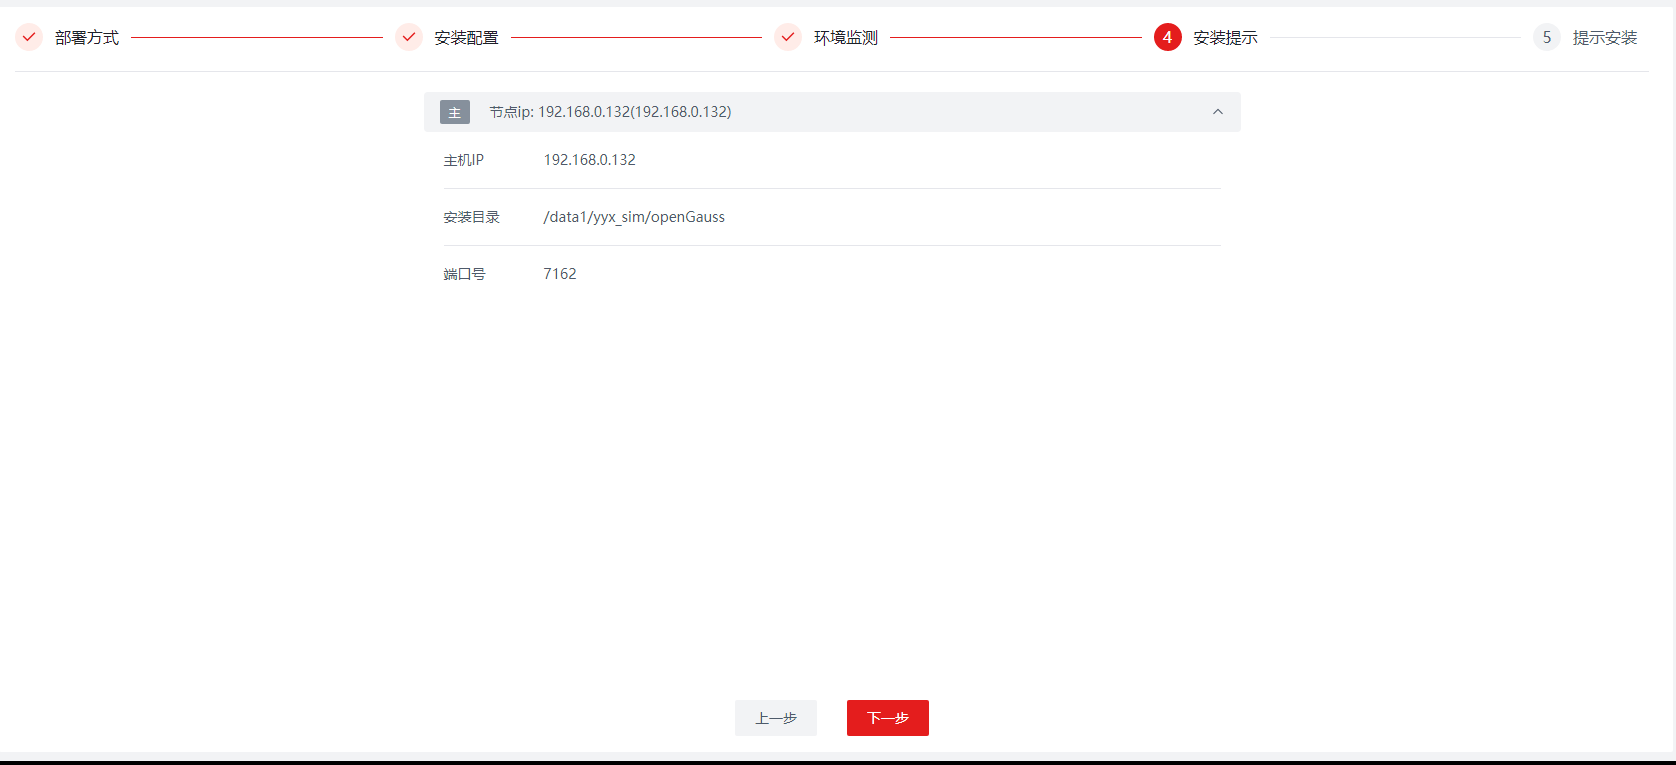 部署方式 安装配置 环境监测 4 安装提示 5 提示安装
主 节点ip: 192.168.0.132(192.168.0.132)
主机IP 192.168.0.132
安装目录 /data1/yyx_sim/openGauss
端口号 7162
上一步 下一步